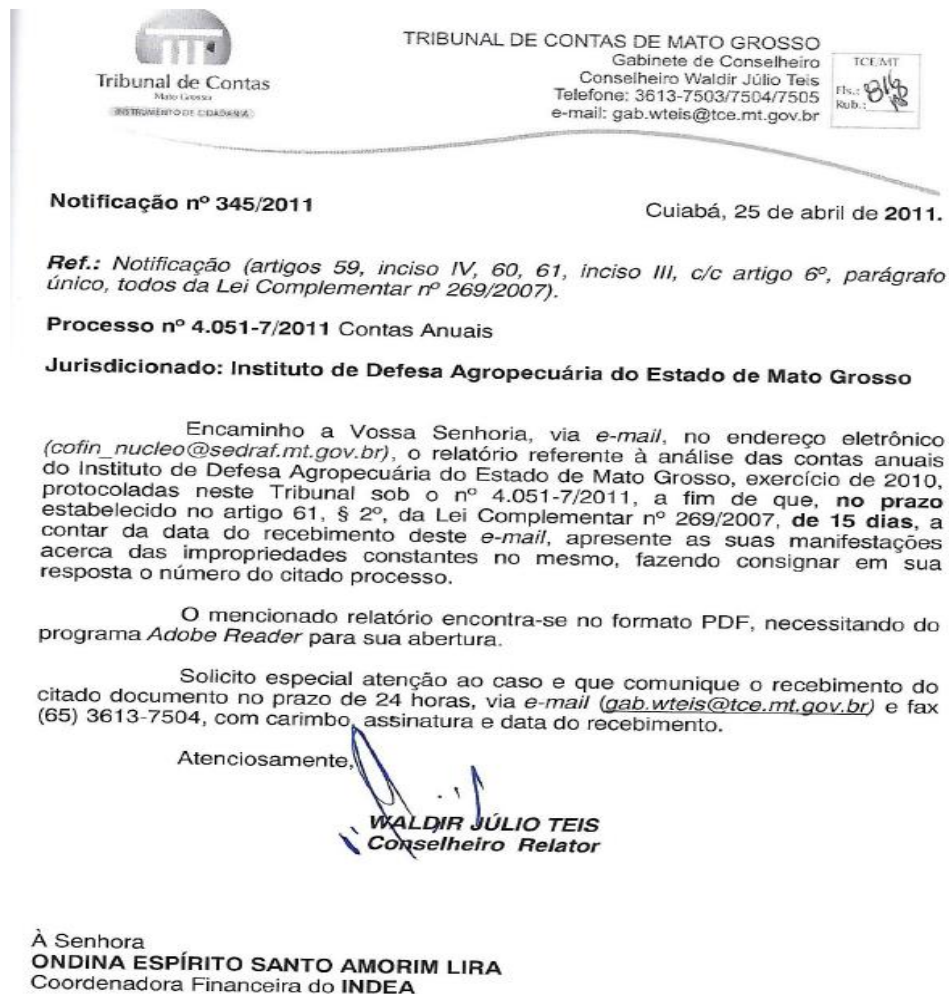 Tribunal de Contas
Mato Grosso
INSTRUMENTO DE CIDADANIA
TRIBUNAL DE CONTAS DE MATO GROSSO
Gabinete de Conselheiro
Conselheiro Waldir Júlio Teis
Telefone: 3613-7503/7504/7505
e-mail: gab.wteis@tce.mt.gov.br
TCE/MT
Fls.:
Rub.:
Notificação nº 345/2011
Cuiabá, 25 de abril de 2011.
Ref.: Notificação (artigos 59, inciso IV, 60, 61, inciso III, c/c artigo 6º, parágrafo
único, todos da Lei Complementar nº 269/2007).
Processo nº 4.051-7/2011 Contas Anuais
Jurisdicionado: Instituto de Defesa Agropecuária do Estado de Mato Grosso
Encaminho a Vossa Senhoria, via e-mail, no endereço eletrônico
(cofin_nucleo@sedraf.mt.gov.br), o relatório referente à análise das contas anuais
do Instituto de Defesa Agropecuária do Estado de Mato Grosso, exercício de 2010,
protocoladas neste Tribunal sob o nº 4.051-7/2011, a fim de que, no prazo
estabelecido no artigo 61, § 2º, da Lei Complementar nº 269/2007, de 15 dias, a
contar da data do recebimento deste e-mail, apresente as suas manifestações
acerca das impropriedades constantes no mesmo, fazendo consignar em sua
resposta o número do citado processo.
O mencionado relatório encontra-se no formato PDF, necessitando do
programa Adobe Reader para sua abertura.
Solicito especial atenção ao caso e que comunique o recebimento do
citado documento no prazo de 24 horas, via e-mail (gab.wteis@tce.mt.gov.br) e fax
(65) 3613-7504, com carimbo, assinatura e data do recebimento.
Atenciosamente,
WALDIR JÚLIO TEIS
Conselheiro Relator
À Senhora
ONDINA ESPÍRITO SANTO AMORIM LIRA
Coordenadora Financeira do INDEA